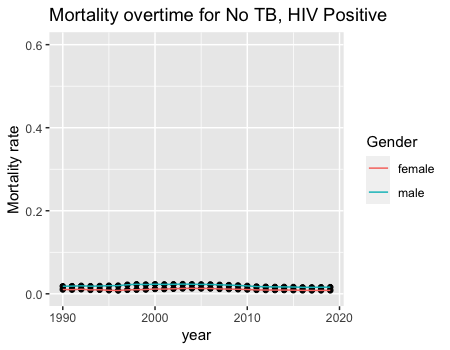 Mortality overtime for No TB, HIV Positive
0.6
0.4
0.2
0.0
Mortality rate
1990 2000 2010 2020
year
Gender
female
male